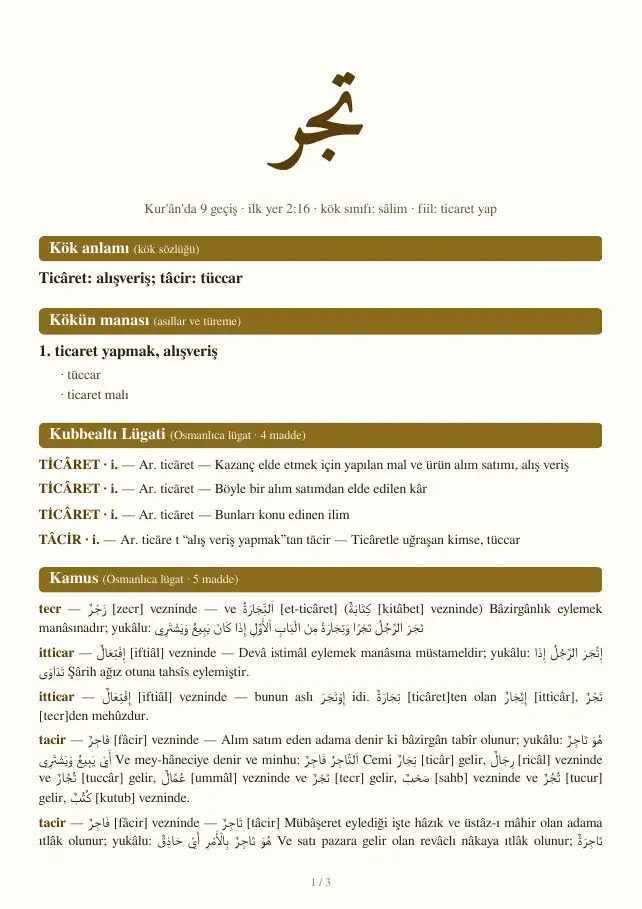 تجر
Kur'ân'da 9 geçiş · ilk yer 2:16 · kök sınıfı: sâlim · fiil: ticaret yap
Kök anlamı (kök sözlüğü)
Ticâret: alışveriş; tâcir: tüccar
Kökün manası (asıllar ve türeme)
1. ticaret yapmak, alışveriş
· tüccar
· ticaret malı
Kubbealtı Lügati (Osmanlıca lügat · 4 madde)
TİCÂRET · i. — Ar. ticāret — Kazanç elde etmek için yapılan mal ve ürün alım satımı, alış veriş
TİCÂRET · i. — Ar. ticāret — Böyle bir alım satımdan elde edilen kâr
TİCÂRET · i. — Ar. ticāret — Bunları konu edinen ilim
TÂCİR · i. — Ar. ticāre t “alış veriş yapmak”tan tācir — Ticâretle uğraşan kimse, tüccar
Kamus (Osmanlıca lügat · 5 madde)
tecr — زَجْرٌ [zecr] vezninde — ve اَلتِّجَارَةُ [et-ticâret] (كِتَابَةٌ [kitâbet] vezninde) Bâzirgânlık eylemek
manâsınadır; yukâlu: تَجَرَ الرَّجُلُ تَجْرًا وَتِجَارَةً مِنَ الْبَابِ الْأَوَّلِ إِذَا كَانَ يَبِيعُ وَيَشْتَرِي
itticar — اِفْتِعَالٌ [iftiâl] vezninde — Devâ istimâl eylemek manâsına müstameldir; yukâlu: اِتَّجَرَ الرَّجُلُ إِذَا
تَدَاوَى Şârih ağız otuna tahsîs eylemiştir.
itticar — اِفْتِعَالٌ [iftiâl] vezninde — bunun aslı اِوْتَجَرَ idi. تِجَارَةٌ [ticâret]ten olan اِتِّجَارٌ [itticâr], تَجْرٌ
[tecr]den mehûzdur.
tacir — فَاجِرٌ [fâcir] vezninde — Alım satım eden adama denir ki bâzirgân tabîr olunur; yukâlu: هُوَ تَاجِرٌ
أَيْ يَبِيعُ وَيَشْتَرِي Ve mey-hâneciye denir ve minhu: اَلتَّاجِرُ فَاجِرٌ Cemi تِجَارٌ [ticâr] gelir, رِجَالٌ [ricâl] vezninde
ve تُجَّارٌ [tuccâr] gelir, عُمَّالٌ [ummâl] vezninde ve تَجْرٌ [tecr] gelir, صَحْبٌ [sahb] vezninde ve تُجُرٌ [tucur]
gelir, كُتُبٌ [kutub] vezninde.
tacir — فَاجِرٌ [fâcir] vezninde — تَاجِرٌ [tâcir] Mübâşeret eylediği işte hâzık ve üstâz-ı mâhir olan adama
ıtlâk olunur; yukâlu: هُوَ تَاجِرٌ بِالْأَمْرِ أَيْ حَاذِقٌ Ve satı pazara gelir olan revâclı nâkaya ıtlâk olunur; تَاجِرَةٌ
1 / 3